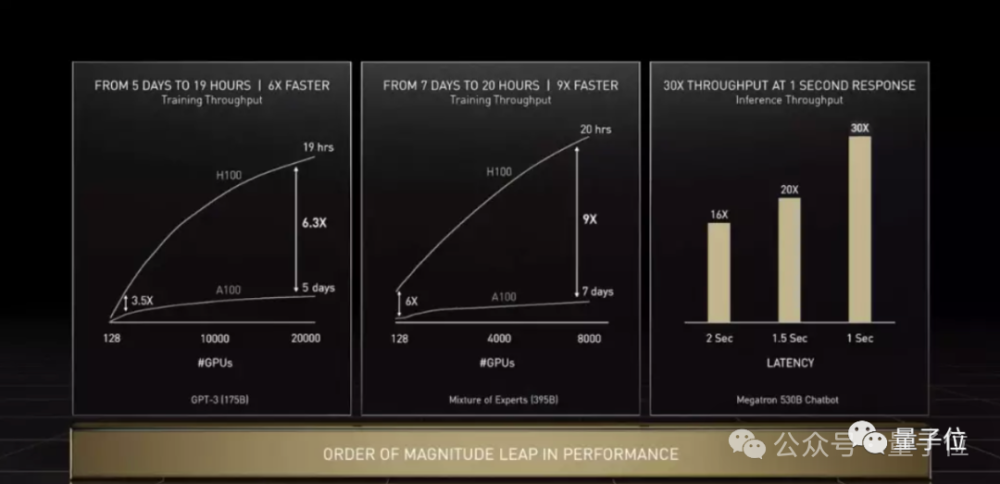 FROM 5 DAYS TO 19 HOURS | 6X FASTER
Training Throughput
19 hrs
H100
6.3X
3.5X
A100
5 days
128
10000
20000
#GPUs
GPT-3 (175B)
FROM 7 DAYS TO 20 HOURS | 9X FASTER
Training Throughput
20 hrs
H100
9X
6X
A100
7 days
128
4000
8000
#GPUs
Mixture of Experts (395B)
30X THROUGHPUT AT 1 SECOND RESPONSE
Inference Throughput
30X
20X
16X
2 Sec
1.5 Sec
1 Sec
LATENCY
Megatron 530B Chatbot
ORDER OF MAGNITUDE LEAP IN PERFORMANCE
公众号
量子位